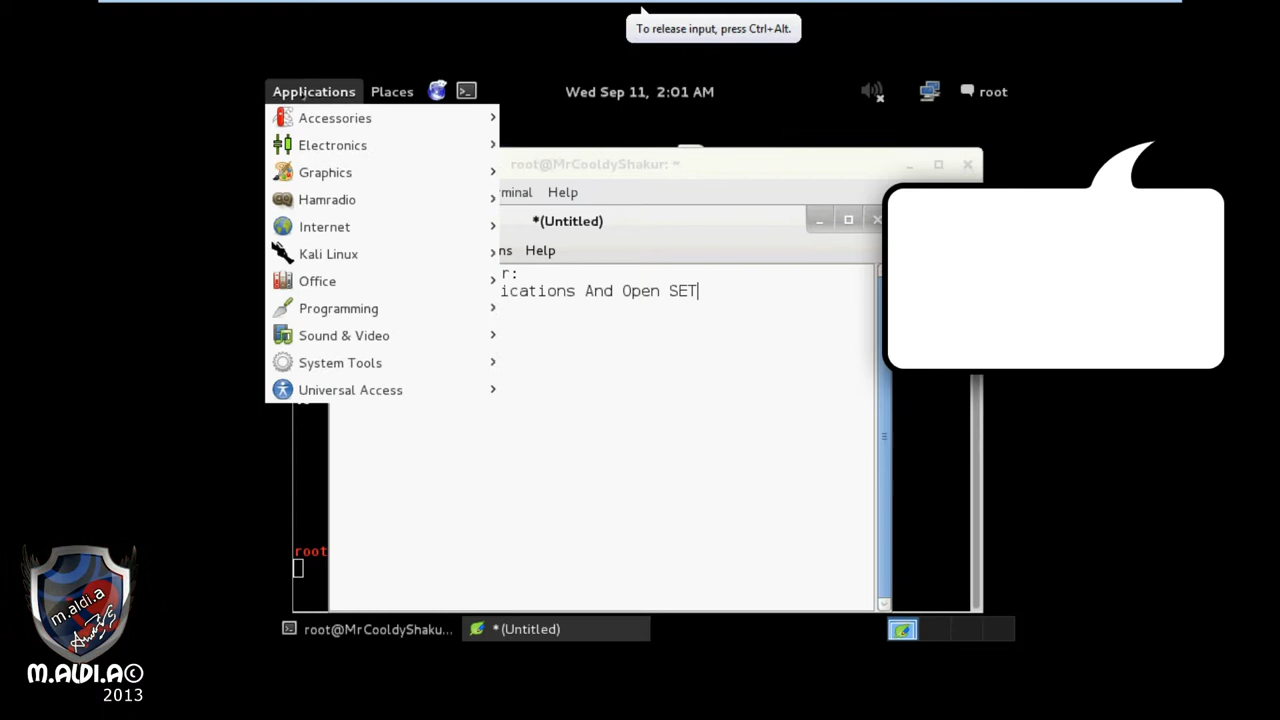 To release input, press Ctrl+Alt.
Applications Places Wed Sep 11, 2:01 AM root
Accessories
Electronics
Graphics
Hamradio
Internet
Kali Linux
Office
Programming
Sound & Video
System Tools
Universal Access
root@MrCooldyShakur: ~
minal Help
*(Untitled)
ns Help
r:
ications And Open SET
root
root@MrCooldyShaku... *(Untitled)
m.aldi.a
M.ALDI.A©
2013